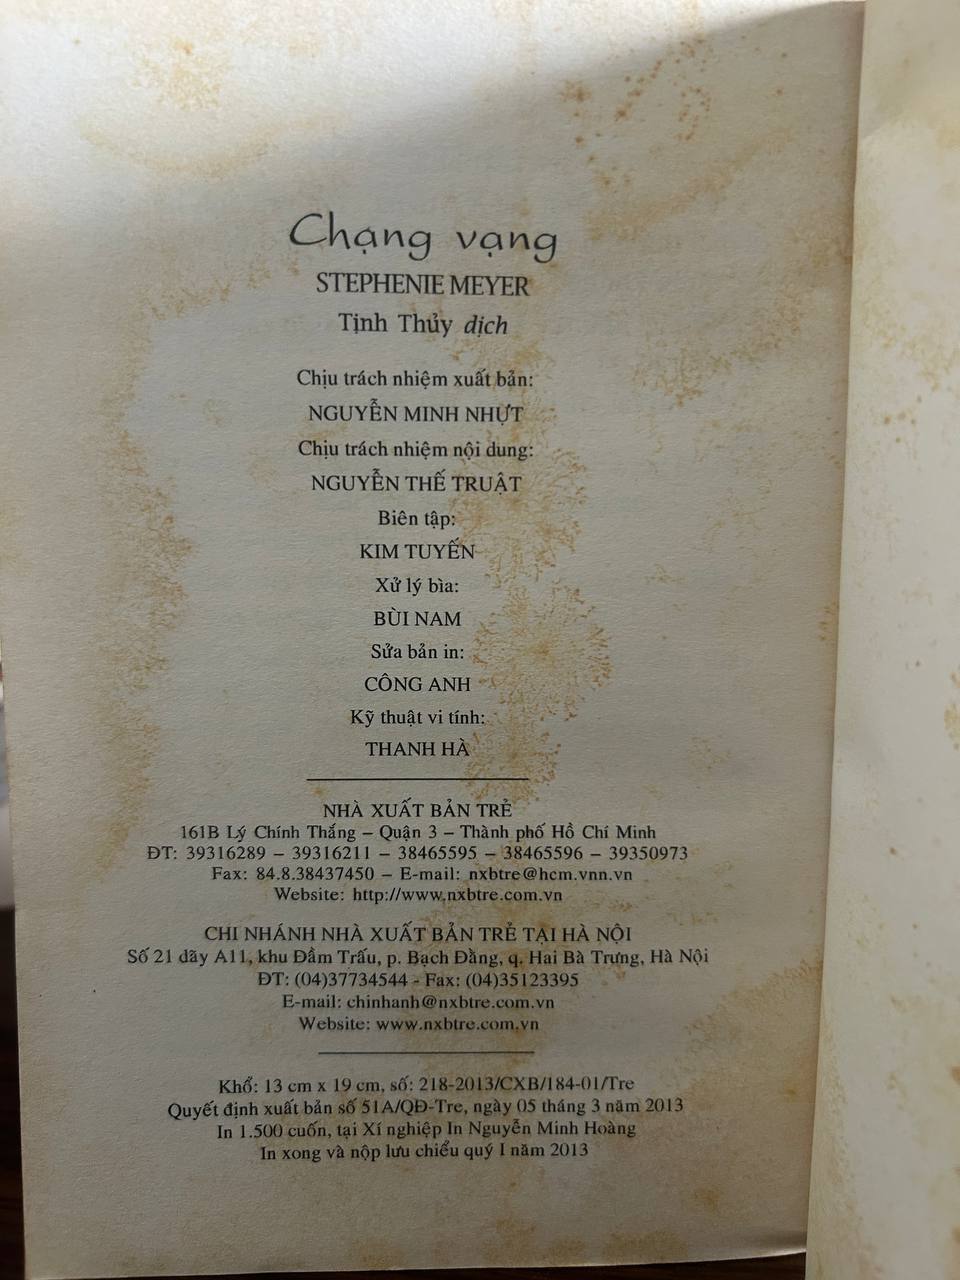 Chạng vạng
STEPHENIE MEYER
Tịnh Thủy dịch
Chịu trách nhiệm xuất bản:
NGUYỄN MINH NHỰT
Chịu trách nhiệm nội dung:
NGUYỄN THẾ TRUẬT
Biên tập:
KIM TUYẾN
Xử lý bìa:
BÙI NAM
Sửa bản in:
CÔNG ANH
Kỹ thuật vi tính:
THANH HÀ
NHÀ XUẤT BẢN TRẺ
161B Lý Chính Thắng – Quận 3 – Thành phố Hồ Chí Minh
ĐT: 39316289 – 39316211 – 38465595 – 38465596 – 39350973
Fax: 84.8.38437450 – E-mail: nxbtre@hcm.vnn.vn
Website: http://www.nxbtre.com.vn
CHI NHÁNH NHÀ XUẤT BẢN TRẺ TẠI HÀ NỘI
Số 21 dãy A11, khu Đầm Trấu, p. Bạch Đằng, q. Hai Bà Trưng, Hà Nội
ĐT: (04)37734544 - Fax: (04)35123395
E-mail: chinhanh@nxbtre.com.vn
Website: www.nxbtre.com.vn
Khổ: 13 cm x 19 cm, số: 218-2013/CXB/184-01/Tre
Quyết định xuất bản số 51A/QĐ-Tre, ngày 05 tháng 3 năm 2013
In 1.500 cuốn, tại Xí nghiệp In Nguyễn Minh Hoàng
In xong và nộp lưu chiểu quý I năm 2013